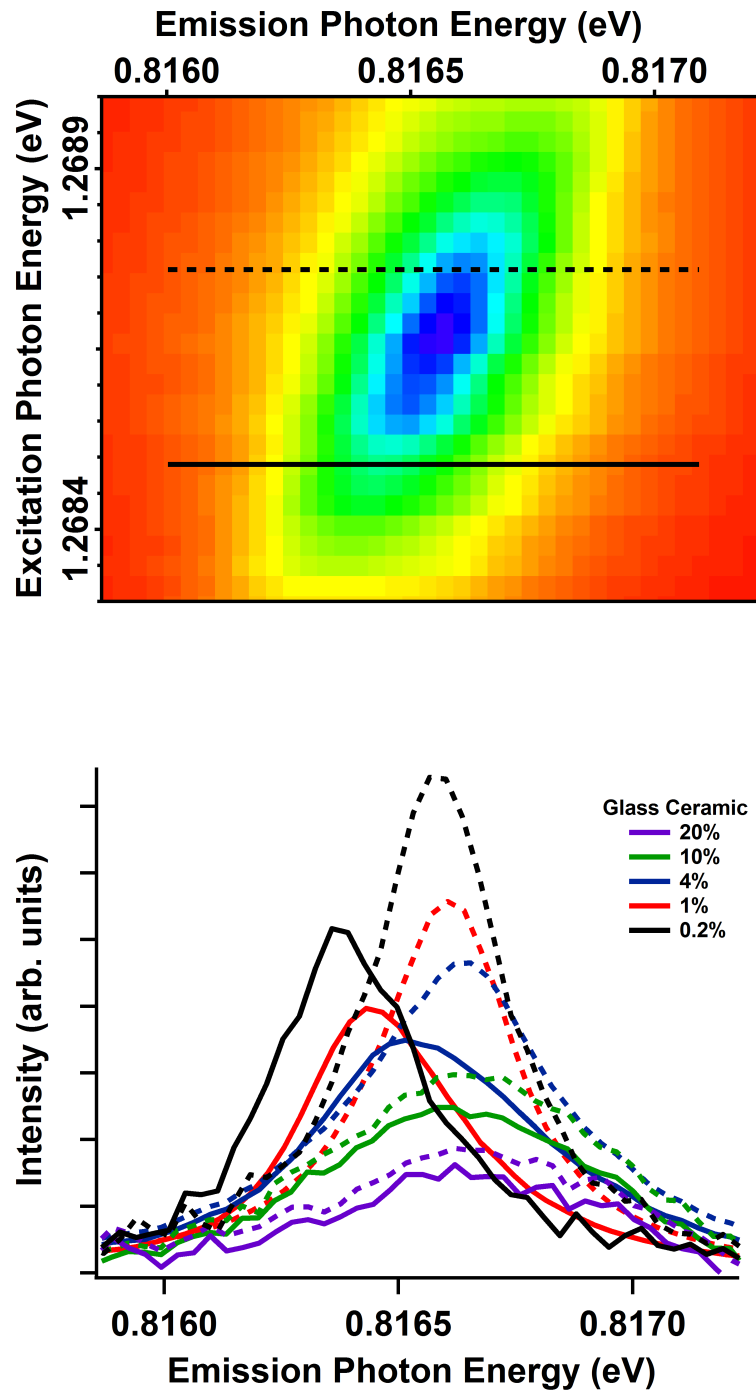 Emission Photon Energy (eV)
0.8160 0.8165 0.8170
Excitation Photon Energy (eV)
1.2689
1.2684
Intensity (arb. units)
Glass Ceramic
20%
10%
4%
1%
0.2%
0.8160 0.8165 0.8170
Emission Photon Energy (eV)